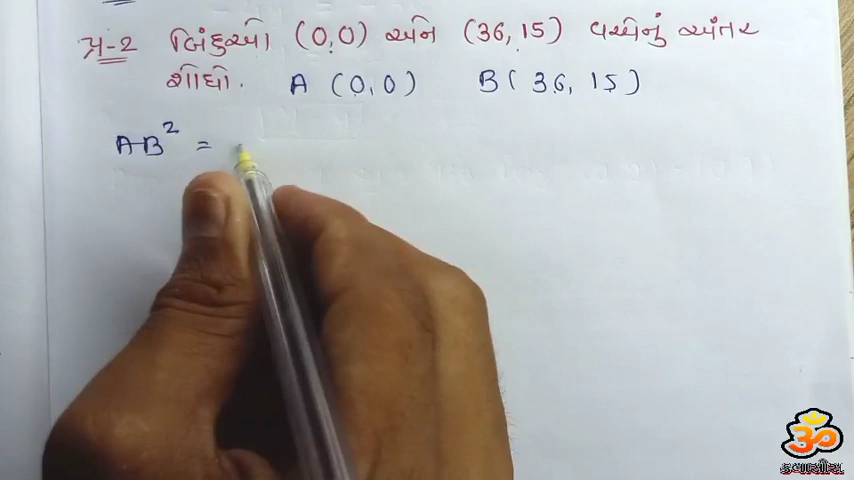 પ્ર-2 બિંદુઓ (0,0) અને (36,15) વચ્ચેનું અંતર
શોધો. A (0,0) B(36, 15)
AB² =
ૐ